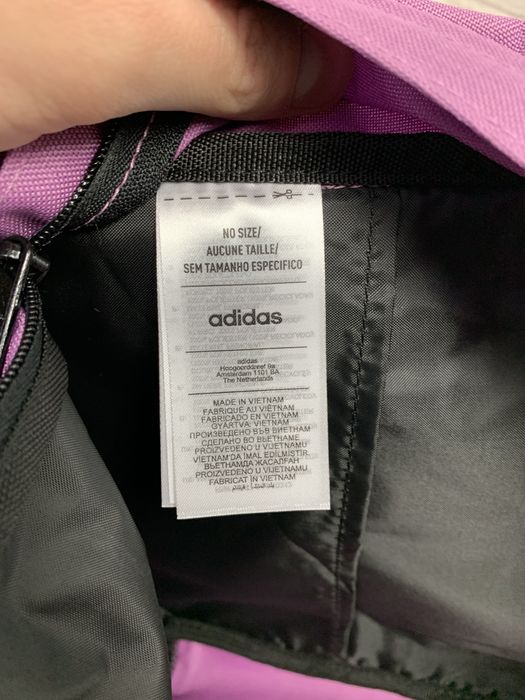 NO SIZE/
AUCUNE TAILLE/
SEM TAMANHO ESPECIFICO
adidas
adidas
Hoogoorddreef 9a
Amsterdam 1101 BA
The Netherlands
MADE IN VIETNAM
FABRIQUÉ AU VIÊTNAM
FABRICADO EN VIETNAM
GYÁRTVA: VIETNAM
ПРОИЗВЕДЕНО ВЪВ ВИЕТНАМ
СДЕЛАНО ВО ВЬЕТНАМЕ
PROIZVEDENO U VIJETNAMU
VIETNAM'DA İMAL EDİLMİŞTİR.
ВЬЕТНАМДА ЖАСАЛҒАН
PROIZVEDENO U VIJETNAMU
FABRICAT ÎN VIETNAM